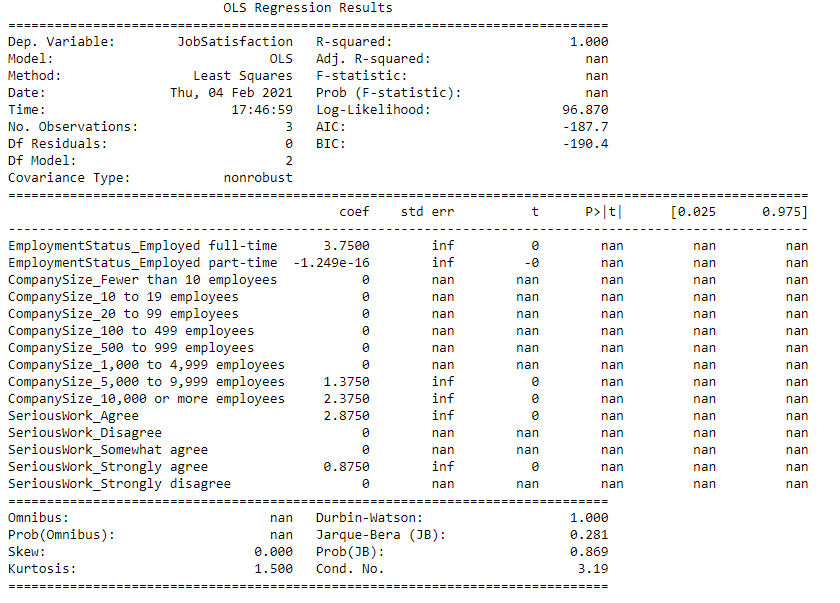 OLS Regression Results
==============================================================================
Dep. Variable: JobSatisfaction R-squared: 1.000
Model: OLS Adj. R-squared: nan
Method: Least Squares F-statistic: nan
Date: Thu, 04 Feb 2021 Prob (F-statistic): nan
Time: 17:46:59 Log-Likelihood: 96.870
No. Observations: 3 AIC: -187.7
Df Residuals: 0 BIC: -190.4
Df Model: 2
Covariance Type: nonrobust
=======================================================================================================
coef std err t P>|t| [0.025 0.975]
-------------------------------------------------------------------------------------------------------
EmploymentStatus_Employed full-time 3.7500 inf 0 nan nan nan
EmploymentStatus_Employed part-time -1.249e-16 inf -0 nan nan nan
CompanySize_Fewer than 10 employees 0 nan nan nan nan nan
CompanySize_10 to 19 employees 0 nan nan nan nan nan
CompanySize_20 to 99 employees 0 nan nan nan nan nan
CompanySize_100 to 499 employees 0 nan nan nan nan nan
CompanySize_500 to 999 employees 0 nan nan nan nan nan
CompanySize_1,000 to 4,999 employees 0 nan nan nan nan nan
CompanySize_5,000 to 9,999 employees 1.3750 inf 0 nan nan nan
CompanySize_10,000 or more employees 2.3750 inf 0 nan nan nan
SeriousWork_Agree 2.8750 inf 0 nan nan nan
SeriousWork_Disagree 0 nan nan nan nan nan
SeriousWork_Somewhat agree 0 nan nan nan nan nan
SeriousWork_Strongly agree 0.8750 inf 0 nan nan nan
SeriousWork_Strongly disagree 0 nan nan nan nan nan
==============================================================================
Omnibus: nan Durbin-Watson: 1.000
Prob(Omnibus): nan Jarque-Bera (JB): 0.281
Skew: 0.000 Prob(JB): 0.869
Kurtosis: 1.500 Cond. No. 3.19
==============================================================================